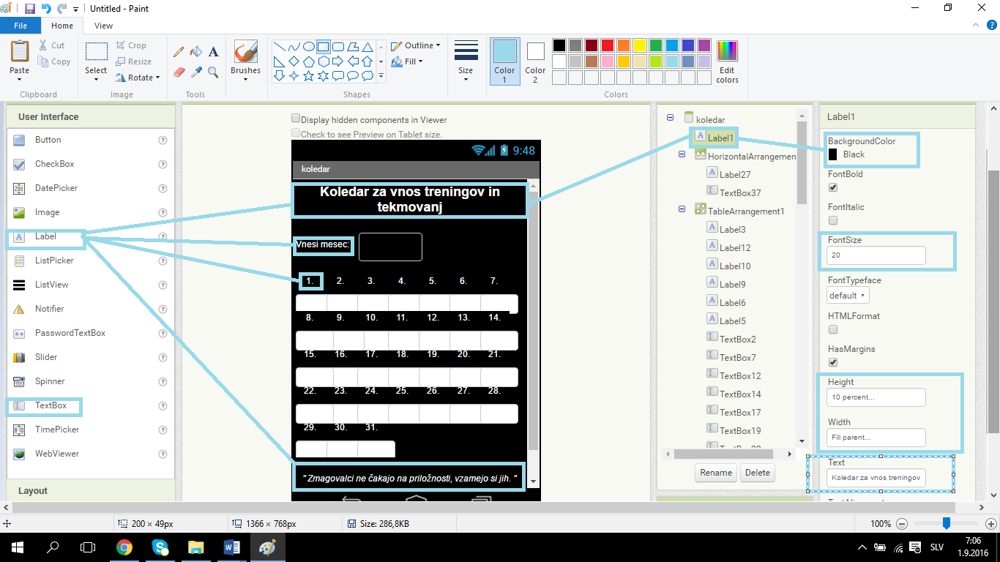 Untitled - Paint
File
Home
View
Paste
Cut
Copy
Clipboard
Select
Crop
Resize
Rotate
Image
A
Tools
Brushes
Shapes
Outline
Fill
Size
Color 1
Color 2
Edit colors
Colors
User Interface
Button
CheckBox
DatePicker
Image
Label
ListPicker
ListView
Notifier
PasswordTextBox
Slider
Spinner
TextBox
TimePicker
WebViewer
Layout
Display hidden components in Viewer
Check to see Preview on Tablet size.
9:48
koledar
Koledar za vnos treningov in
tekmovanj
Vnesi mesec:
1. 2. 3. 4. 5. 6. 7.
8. 9. 10. 11. 12. 13. 14.
15. 16. 17. 18. 19. 20. 21.
22. 23. 24. 25. 26. 27. 28.
29. 30. 31.
" Zmagovalci ne čakajo na priložnosti, vzamejo si jih. "
koledar
Label1
HorizontalArrangemen
Label27
TextBox37
TableArrangement1
Label3
Label12
Label10
Label9
Label6
Label5
TextBox2
TextBox7
TextBox12
TextBox14
TextBox17
TextBox19
Rename Delete
Label1
BackgroundColor
Black
FontBold
FontItalic
FontSize
20
FontTypeface
default
HTMLFormat
HasMargins
Height
10 percent...
Width
Fill parent...
Text
Koledar za vnos treningov
200 × 49px
1366 × 768px
Size: 286,8KB
100%
SLV
7:06
1.9.2016